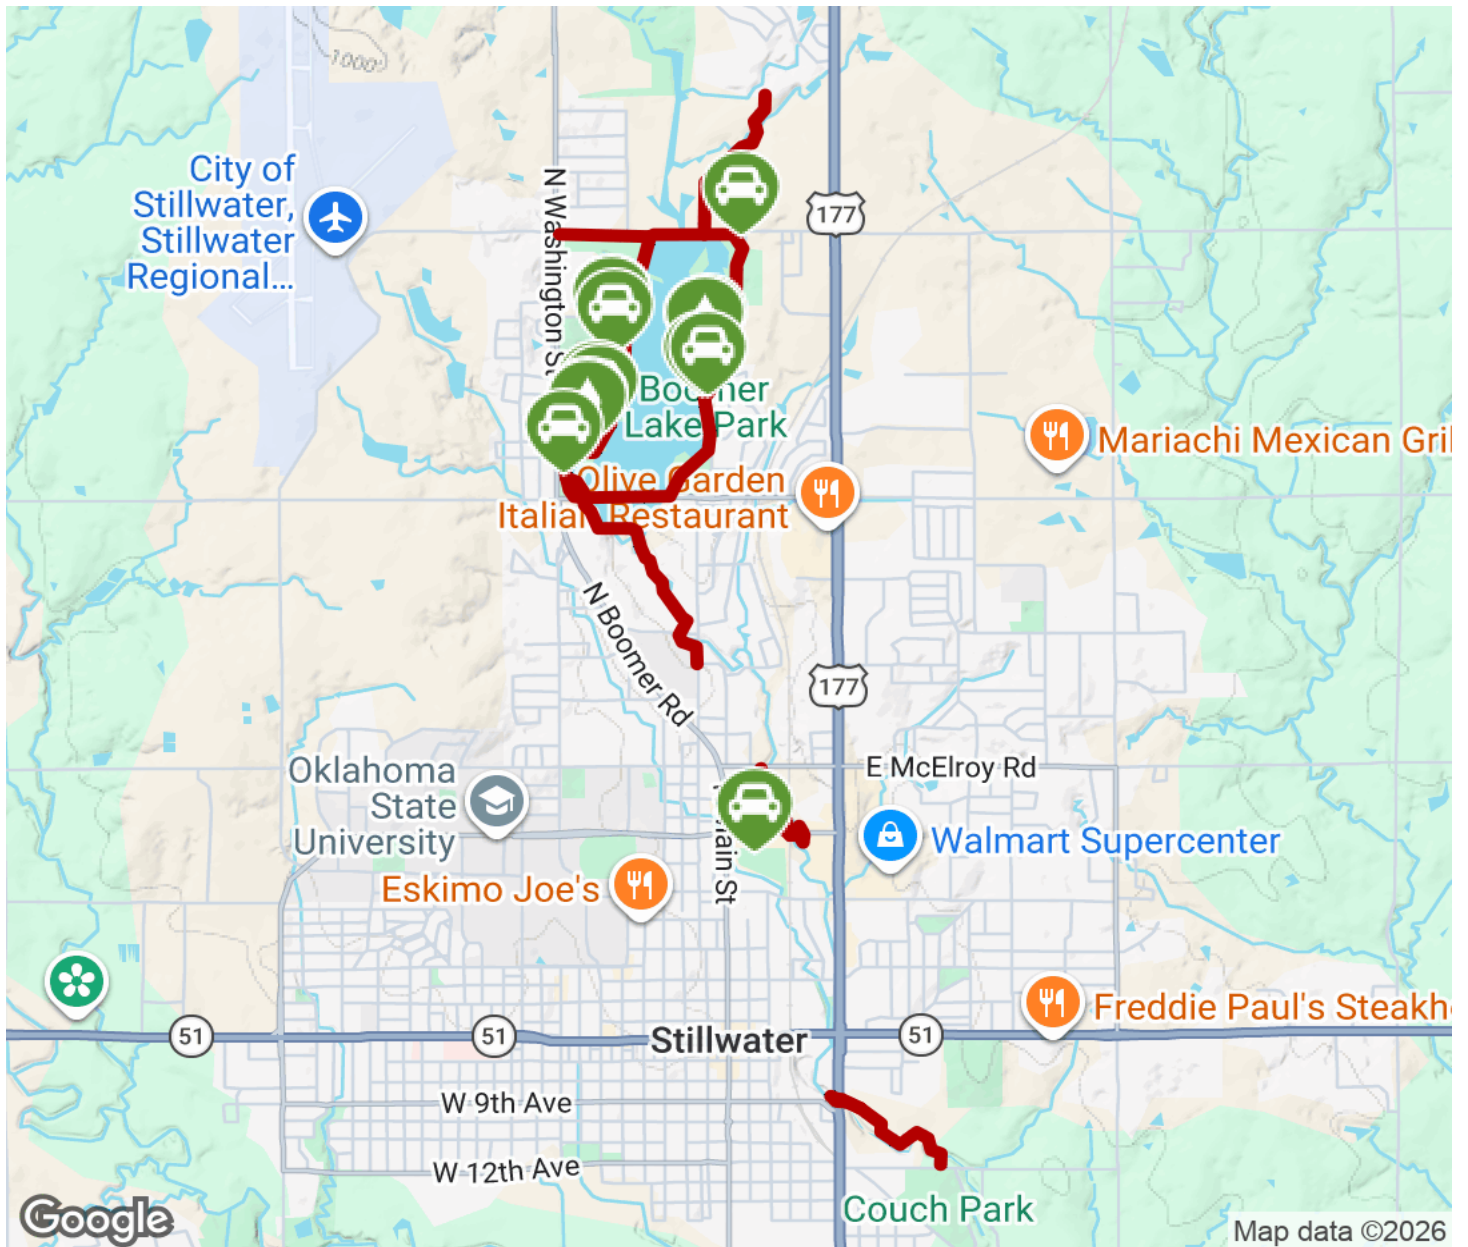 1000
City of
Stillwater,
Stillwater
Regional...
N Washington St
177
Boomer
Lake Park
Mariachi Mexican Gril
Olive Garden
Italian Restaurant
N Boomer Rd
177
Oklahoma
State
University
E McElroy Rd
Walmart Supercenter
Eskimo Joe's
N Main St
Freddie Paul's Steakh
51
51
Stillwater
51
W 9th Ave
W 12th Ave
Couch Park
Google
Map data ©2026